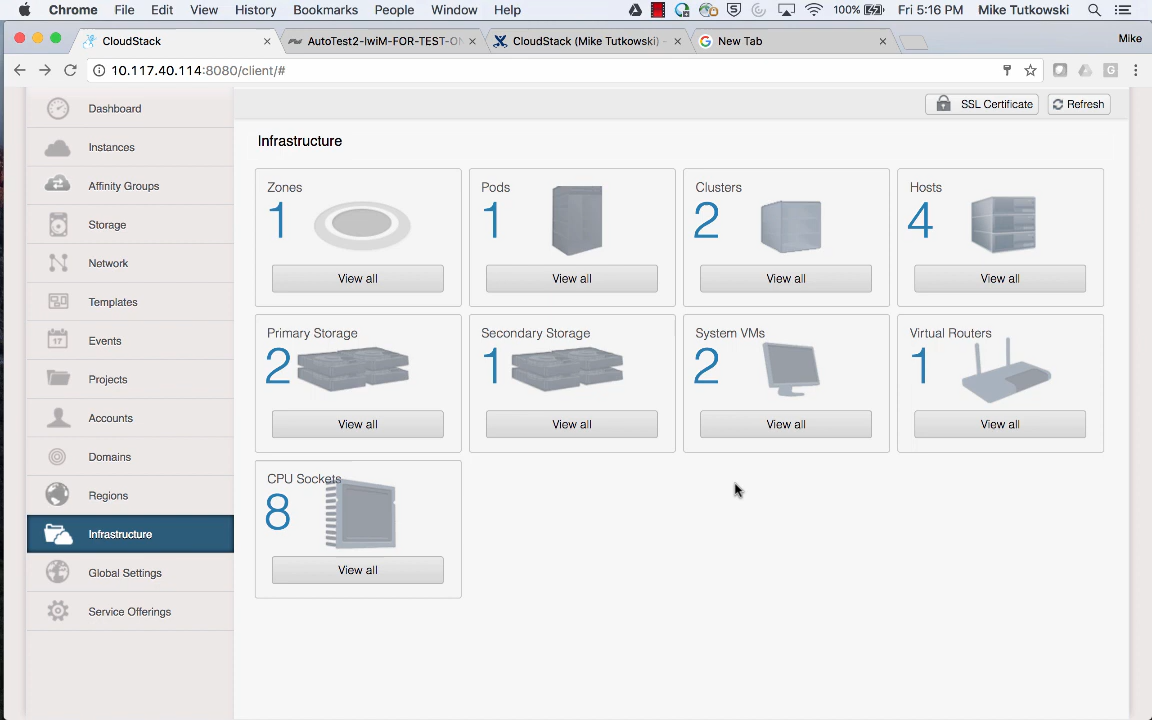 Chrome File Edit View History Bookmarks People Window Help 100% Fri 5:16 PM Mike Tutkowski
CloudStack AutoTest2-IwiM-FOR-TEST-ON CloudStack (Mike Tutkowski) - New Tab Mike
10.117.40.114:8080/client/#
SSL Certificate Refresh
Dashboard
Instances
Affinity Groups
Storage
Network
Templates
Events
17
Projects
Accounts
Domains
Regions
Infrastructure
Global Settings
Service Offerings
Infrastructure
Zones
1
View all
Pods
1
View all
Clusters
2
View all
Hosts
4
View all
Primary Storage
2
View all
Secondary Storage
1
View all
System VMs
2
View all
Virtual Routers
1
View all
CPU Sockets
8
View all